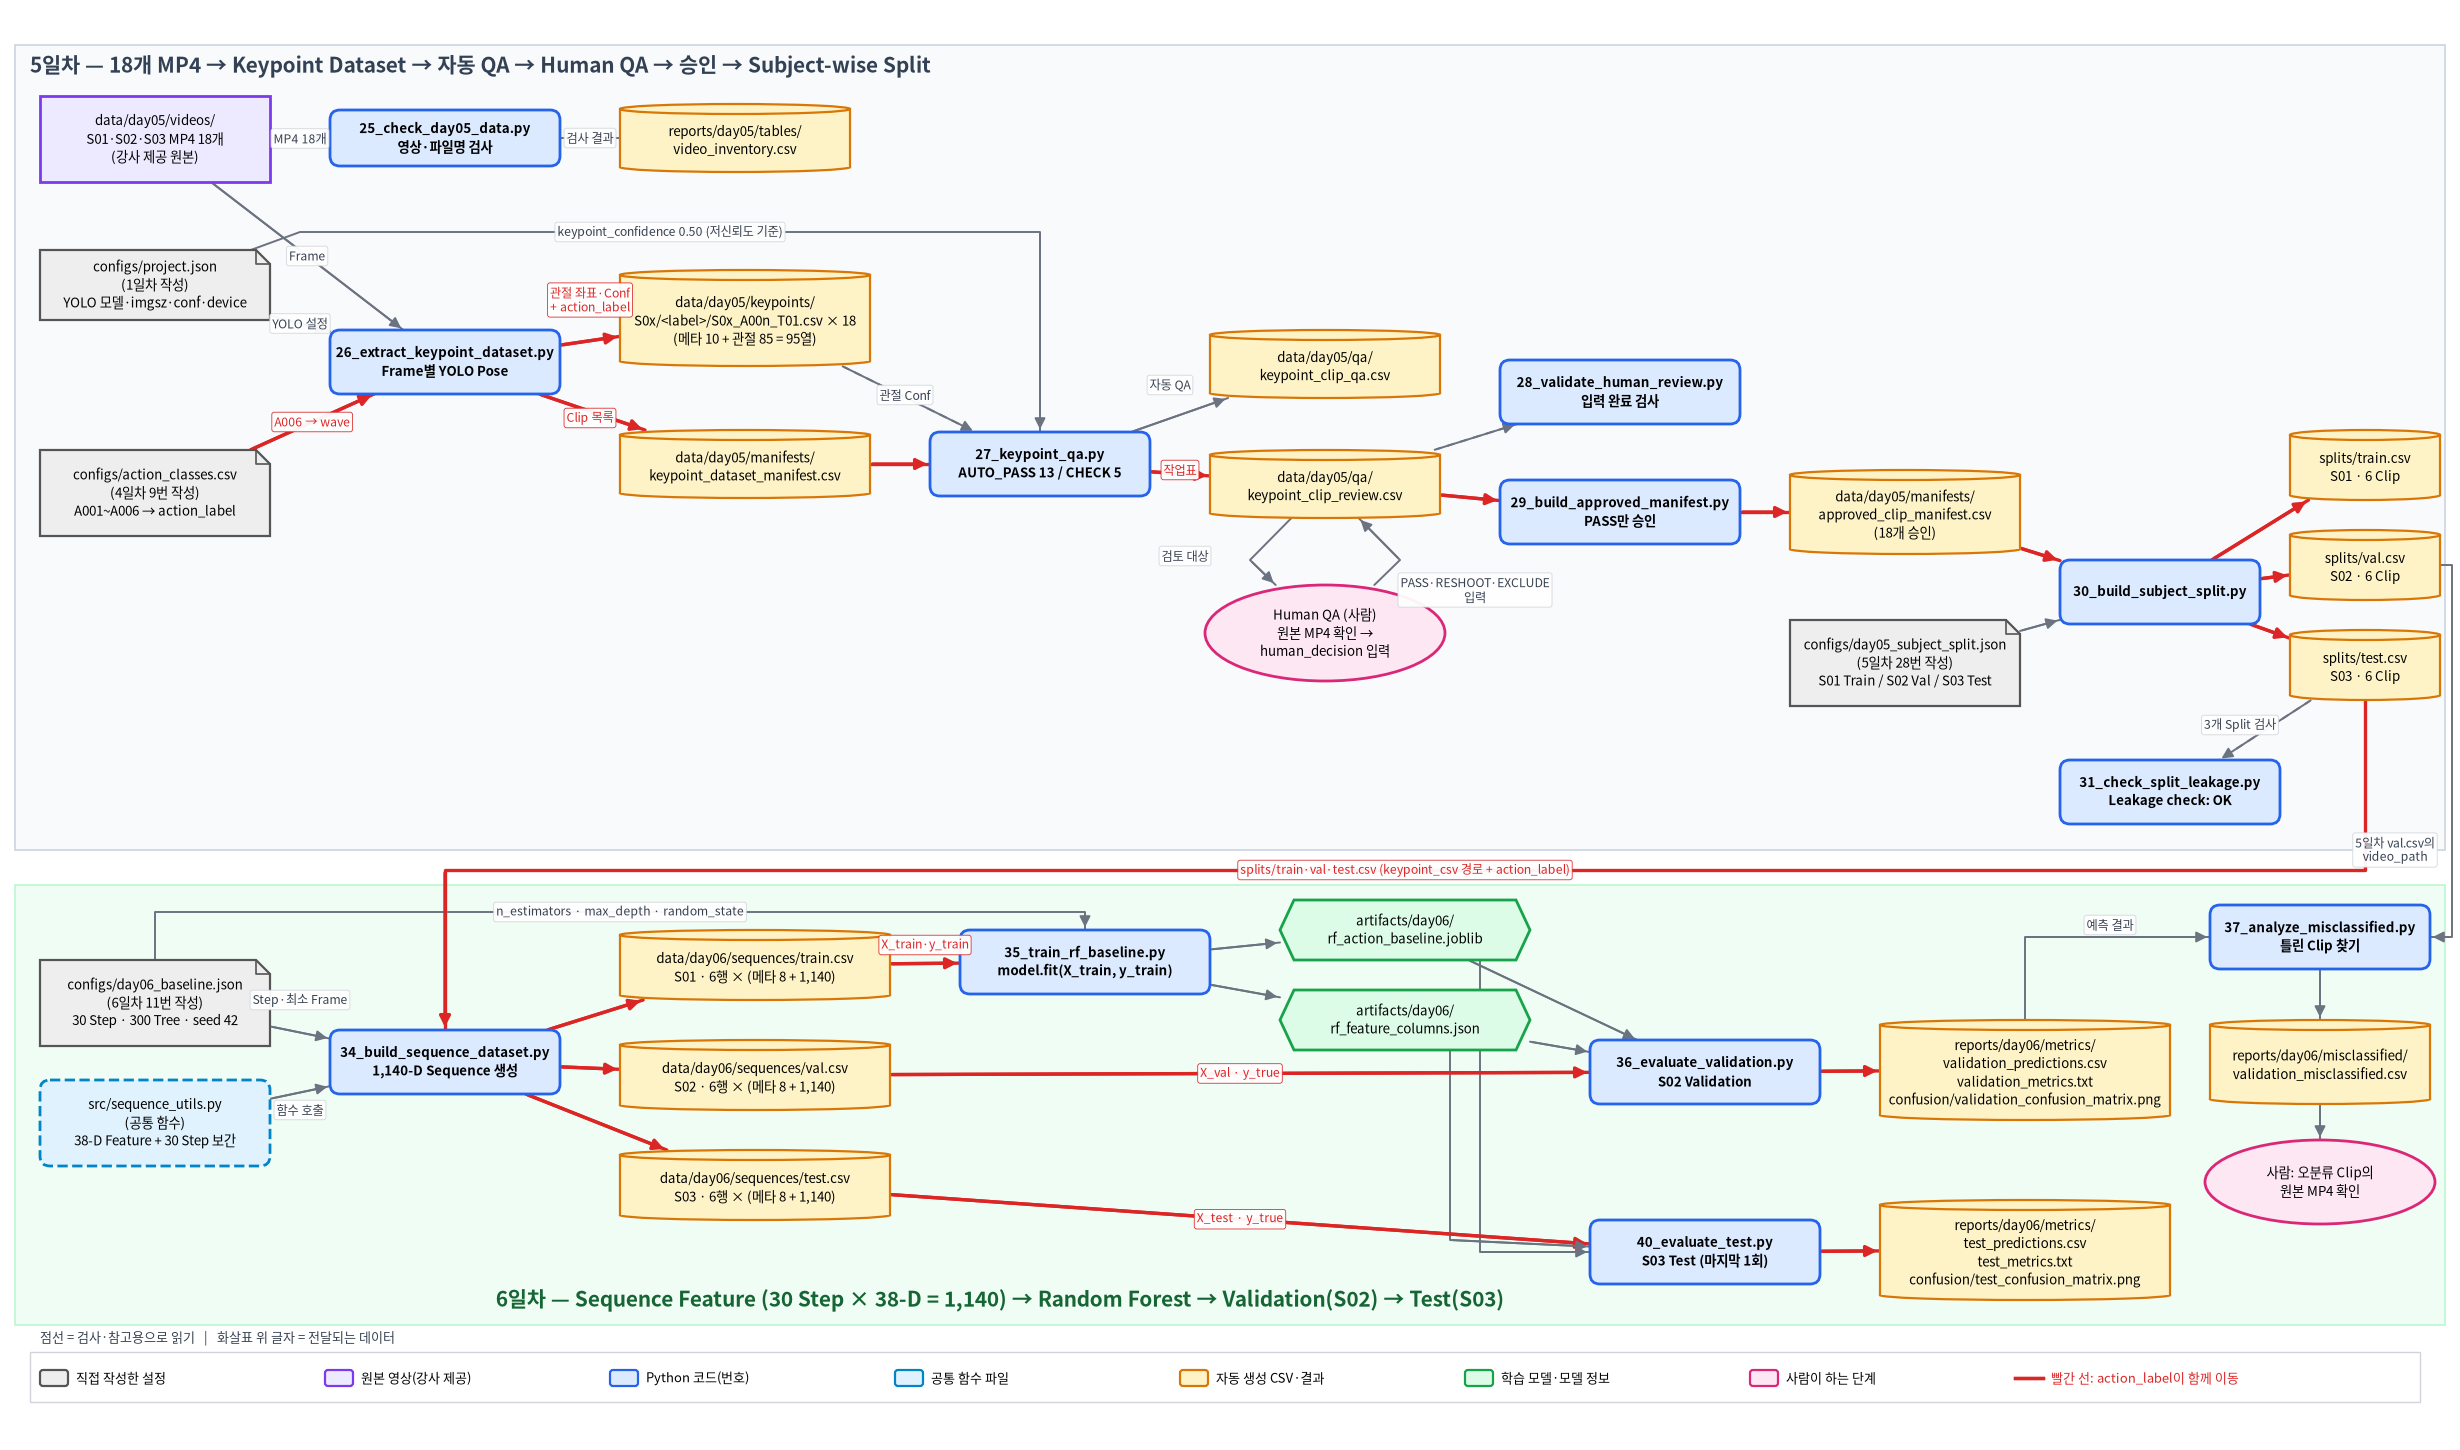 5일차 — 18개 MP4 → Keypoint Dataset → 자동 QA → Human QA → 승인 → Subject-wise Split
data/day05/videos/
S01·S02·S03 MP4 18개
(강사 제공 원본)
MP4 18개
25_check_day05_data.py
영상·파일명 검사
검사 결과
reports/day05/tables/
video_inventory.csv
configs/project.json
(1일차 작성)
YOLO 모델·imgsz·conf·device
Frame
keypoint_confidence 0.50 (저신뢰도 기준)
YOLO 설정
26_extract_keypoint_dataset.py
Frame별 YOLO Pose
관절 좌표·Conf
+ action_label
data/day05/keypoints/
S0x/<label>/S0x_A00n_T01.csv × 18
(메타 10 + 관절 85 = 95열)
A006 → wave
Clip 목록
관절 Conf
configs/action_classes.csv
(4일차 9번 작성)
A001~A006 → action_label
data/day05/manifests/
keypoint_dataset_manifest.csv
27_keypoint_qa.py
AUTO_PASS 13 / CHECK 5
자동 QA
data/day05/qa/
keypoint_clip_qa.csv
작업표
data/day05/qa/
keypoint_clip_review.csv
28_validate_human_review.py
입력 완료 검사
29_build_approved_manifest.py
PASS만 승인
검토 대상
PASS·RESHOOT·EXCLUDE
입력
Human QA (사람)
원본 MP4 확인 →
human_decision 입력
data/day05/manifests/
approved_clip_manifest.csv
(18개 승인)
configs/day05_subject_split.json
(5일차 28번 작성)
S01 Train / S02 Val / S03 Test
30_build_subject_split.py
splits/train.csv
S01 · 6 Clip
splits/val.csv
S02 · 6 Clip
splits/test.csv
S03 · 6 Clip
3개 Split 검사
31_check_split_leakage.py
Leakage check: OK
5일차 val.csv의
video_path
splits/train·val·test.csv (keypoint_csv 경로 + action_label)
n_estimators · max_depth · random_state
configs/day06_baseline.json
(6일차 11번 작성)
30 Step · 300 Tree · seed 42
Step·최소 Frame
src/sequence_utils.py
(공통 함수)
38-D Feature + 30 Step 보간
함수 호출
34_build_sequence_dataset.py
1,140-D Sequence 생성
data/day06/sequences/train.csv
S01 · 6행 × (메타 8 + 1,140)
data/day06/sequences/val.csv
S02 · 6행 × (메타 8 + 1,140)
data/day06/sequences/test.csv
S03 · 6행 × (메타 8 + 1,140)
X_train·y_train
35_train_rf_baseline.py
model.fit(X_train, y_train)
artifacts/day06/
rf_action_baseline.joblib
artifacts/day06/
rf_feature_columns.json
X_val · y_true
X_test · y_true
36_evaluate_validation.py
S02 Validation
40_evaluate_test.py
S03 Test (마지막 1회)
reports/day06/metrics/
validation_predictions.csv
validation_metrics.txt
confusion/validation_confusion_matrix.png
reports/day06/metrics/
test_predictions.csv
test_metrics.txt
confusion/test_confusion_matrix.png
예측 결과
37_analyze_misclassified.py
틀린 Clip 찾기
reports/day06/misclassified/
validation_misclassified.csv
사람: 오분류 Clip의
원본 MP4 확인
6일차 — Sequence Feature (30 Step × 38-D = 1,140) → Random Forest → Validation(S02) → Test(S03)
점선 = 검사·참고용으로 읽기 | 화살표 위 글자 = 전달되는 데이터
직접 작성한 설정
원본 영상(강사 제공)
Python 코드(번호)
공통 함수 파일
자동 생성 CSV·결과
학습 모델·모델 정보
사람이 하는 단계
빨간 선: action_label이 함께 이동